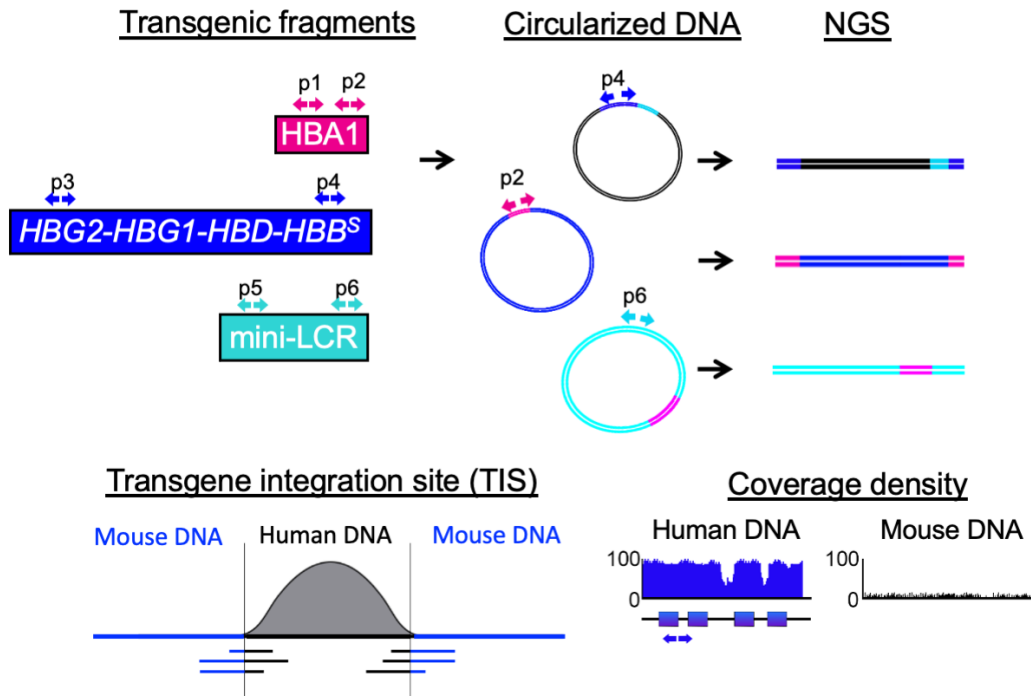 Transgenic fragments
Circularized DNA
NGS
p1 p2
HBA1
p3 p4
HBG2-HBG1-HBD-HBBS
p5 p6
mini-LCR
p4
p2
p6
Transgene integration site (TIS)
Mouse DNA Human DNA Mouse DNA
Coverage density
Human DNA Mouse DNA
100 100
0 0